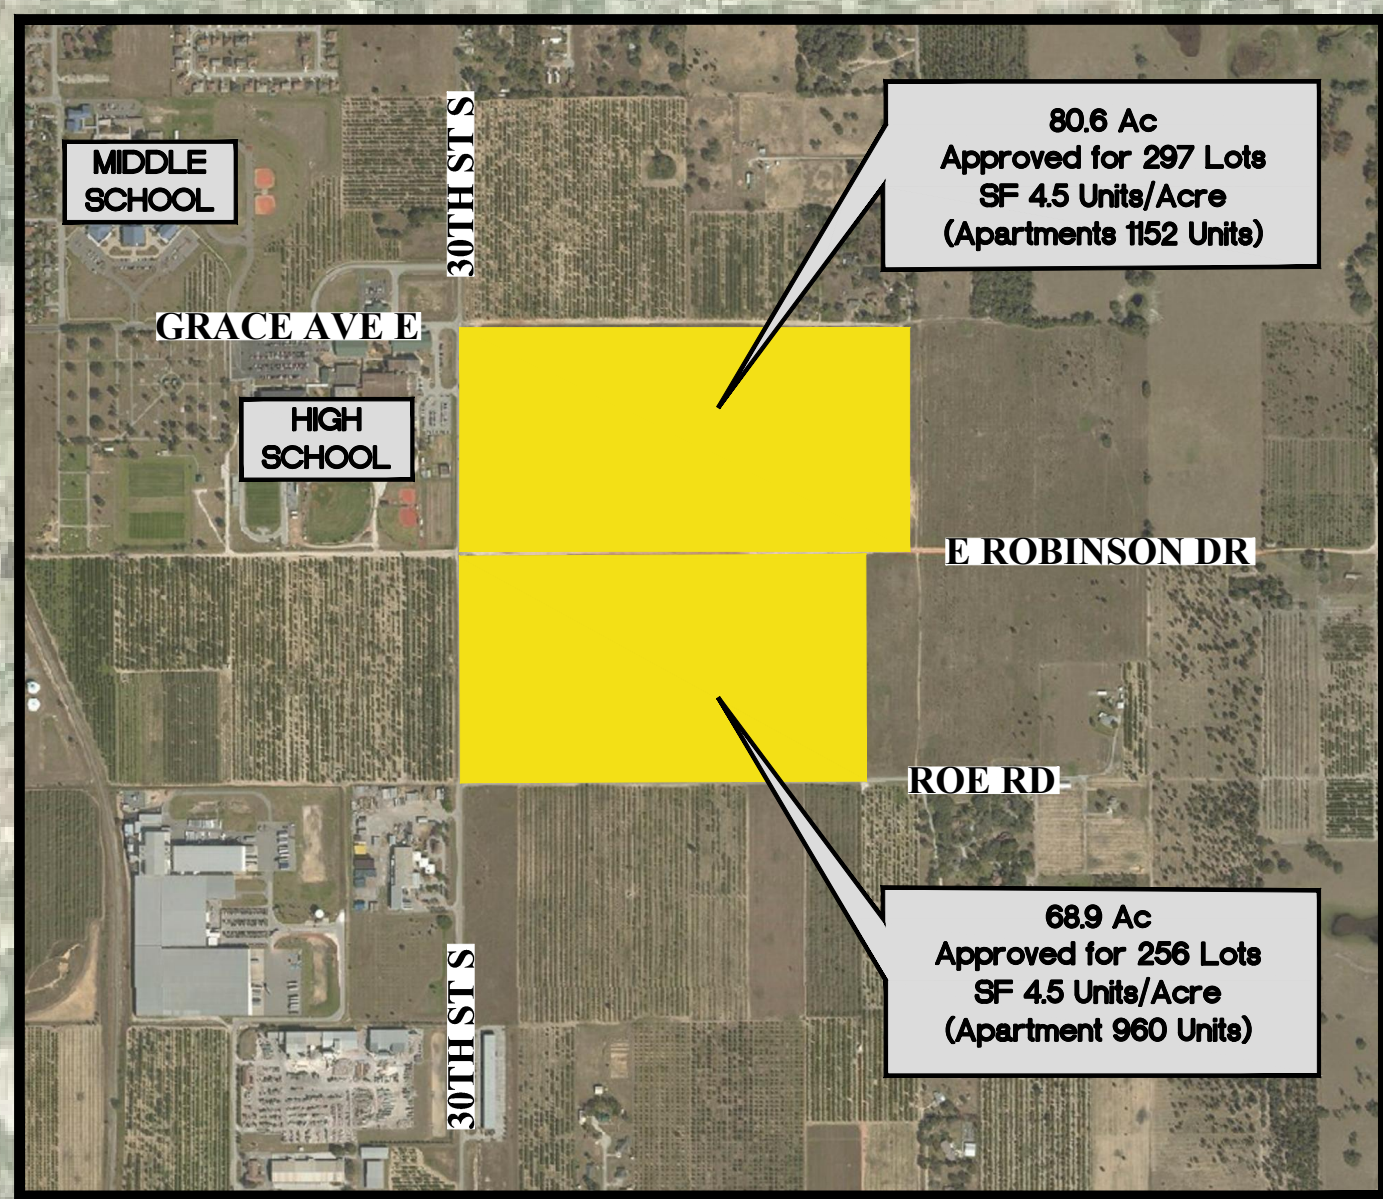 80.6 Ac
Approved for 297 Lots
SF 4.5 Units/Acre
(Apartments 1152 Units)
MIDDLE
SCHOOL
30TH ST S
GRACE AVE E
HIGH
SCHOOL
E ROBINSON DR
ROE RD
68.9 Ac
Approved for 256 Lots
SF 4.5 Units/Acre
(Apartment 960 Units)
30TH ST S